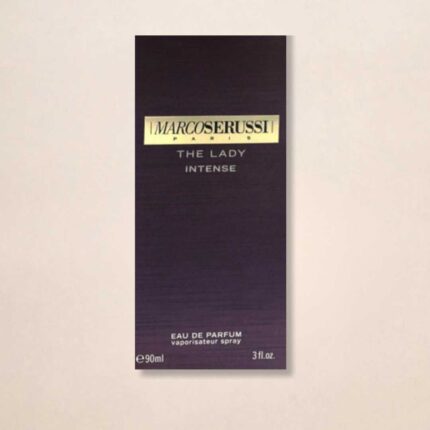 MARCOSERUSSI
PARIS
THE LADY
INTENSE
EAU DE PARFUM
vaporisateur spray
℮90ml 3 fl.oz.